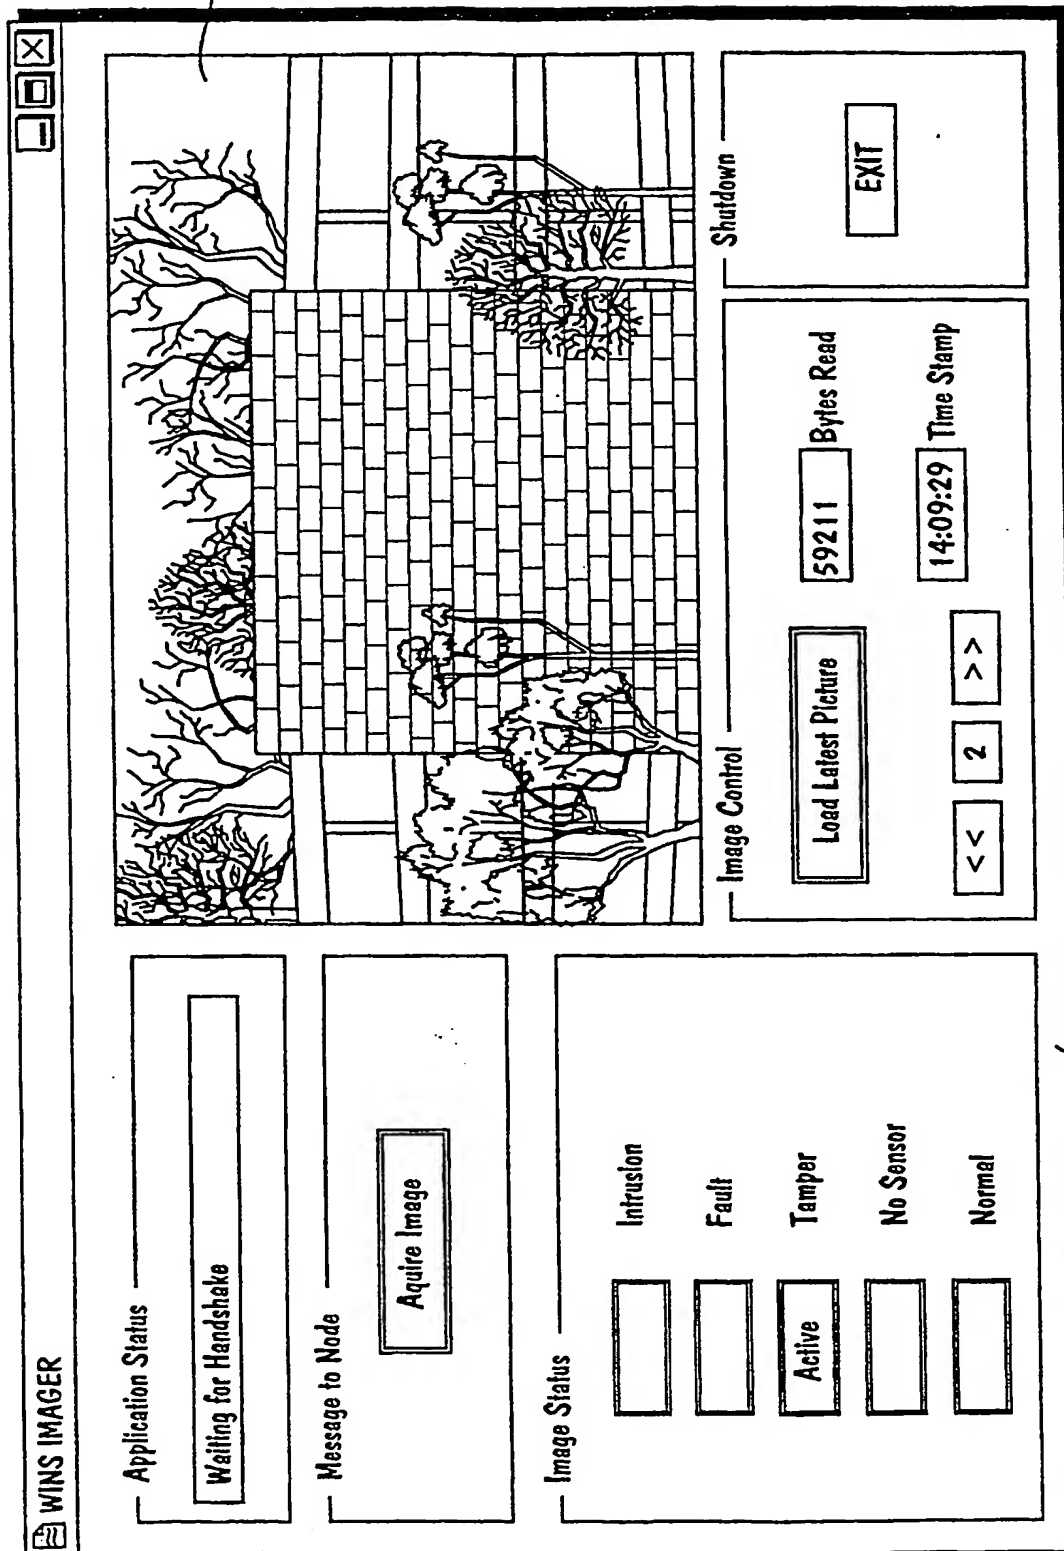 WINS IMAGER
Application Status
Waiting for Handshake
Message to Node
Aquire Image
Image Status
Intrusion
Fault
Active Tamper
No Sensor
Normal
Image Control
Load Latest Picture
59211 Bytes Read
<< 2 >>
14:09:29 Time Stamp
Shutdown
EXIT